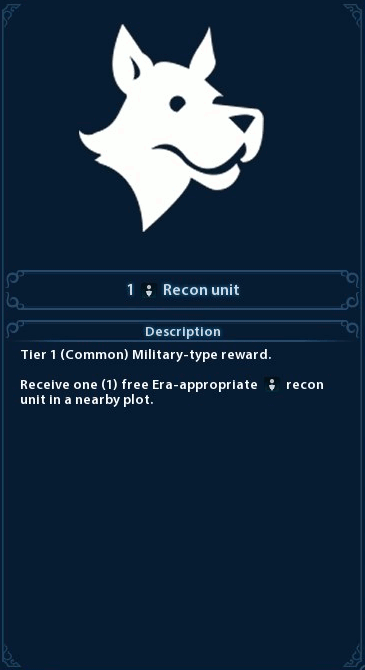 1 Recon unit
Description
Tier 1 (Common) Military-type reward.
Receive one (1) free Era-appropriate recon
unit in a nearby plot.